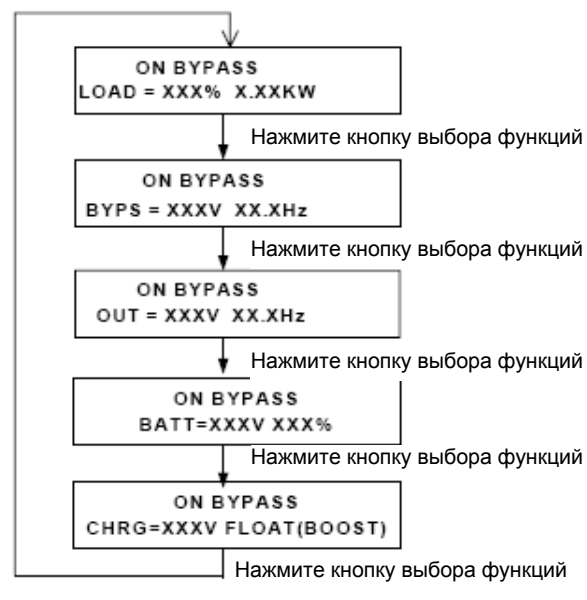 ON BYPASS
LOAD = XXX% X.XXKW
Нажмите кнопку выбора функций
ON BYPASS
BYPS = XXXV XX.XHz
Нажмите кнопку выбора функций
ON BYPASS
OUT = XXXV XX.XHz
Нажмите кнопку выбора функций
ON BYPASS
BATT=XXXV XXX%
Нажмите кнопку выбора функций
ON BYPASS
CHRG=XXXV FLOAT(BOOST)
Нажмите кнопку выбора функций